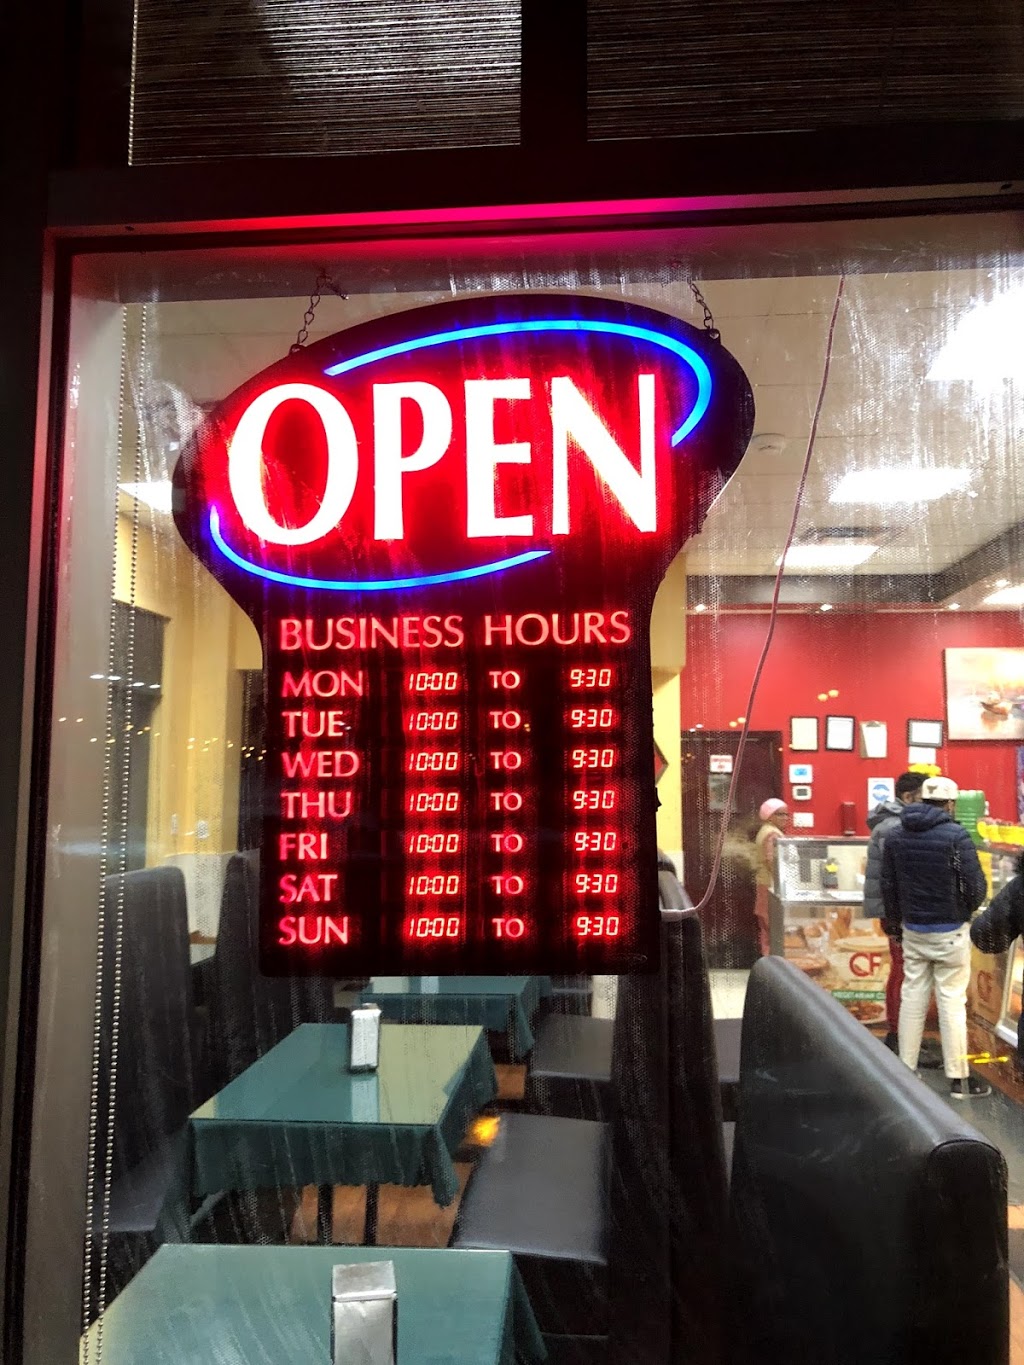 OPEN
BUSINESS HOURS
MON 10:00 TO 9:30
TUE 10:00 TO 9:30
WED 10:00 TO 9:30
THU 10:00 TO 9:30
FRI 10:00 TO 9:30
SAT 10:00 TO 9:30
SUN 10:00 TO 9:30
CF